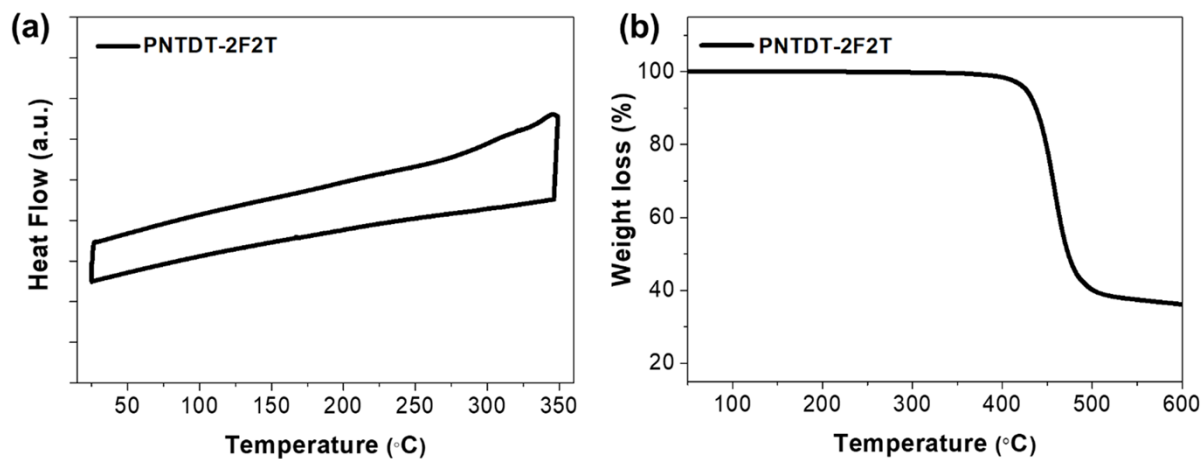 (a)
PNTDT-2F2T
Heat Flow (a.u.)
50 100 150 200 250 300 350
Temperature (°C)
(b)
PNTDT-2F2T
100
80
60
40
20
Weight loss (%)
100 200 300 400 500 600
Temperature (°C)